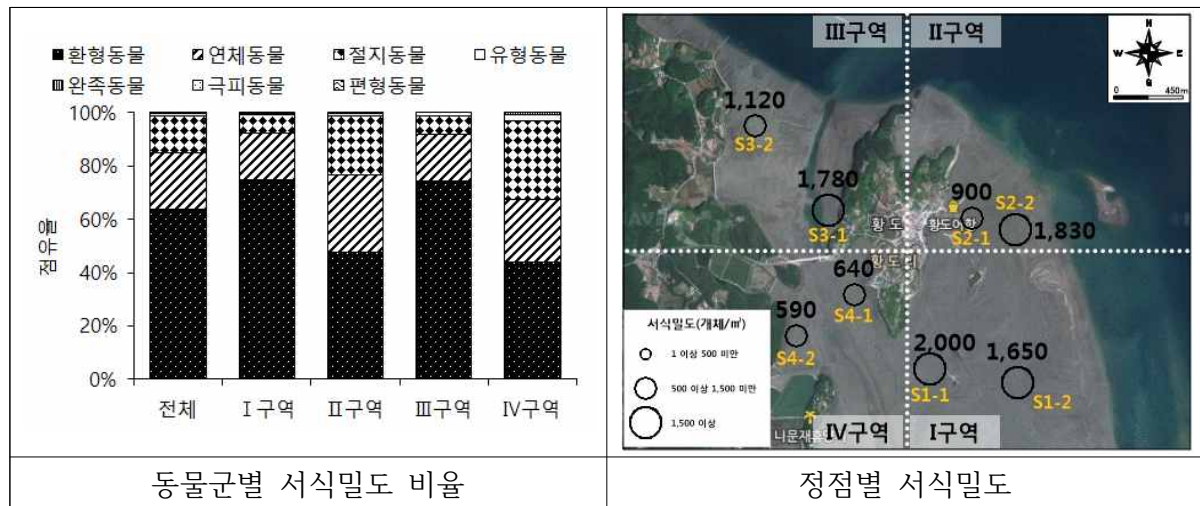 환형동물 연체동물 절지동물 유형동물
완족동물 극피동물 편형동물
100%
80%
60%
40%
20%
0%
점유율
전체 Ⅰ구역 Ⅱ구역 Ⅲ구역 Ⅳ구역
동물군별 서식밀도 비율
Ⅲ구역 Ⅱ구역
N
W E
S
0 450m
1,120
S3-2
1,780
S3-1
900
S2-1
S2-2
1,830
황도
황도어항
황도리
640
S4-1
590
S4-2
2,000
S1-1
1,650
S1-2
서식밀도(개체/㎡)
1 이상 500 미만
500 이상 1,500 미만
1,500 이상
Ⅳ구역 Ⅰ구역
정점별 서식밀도